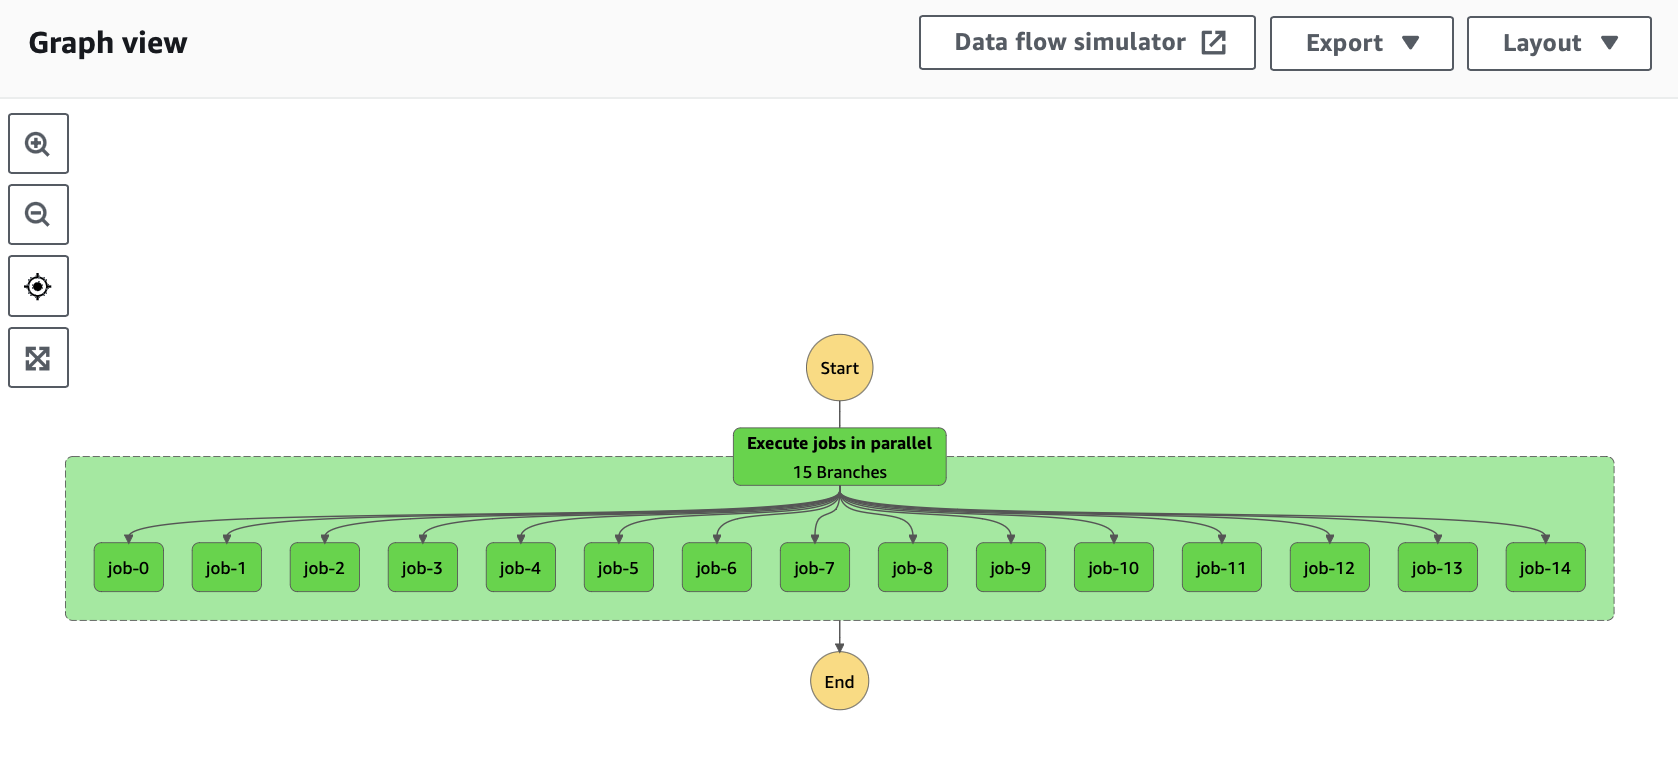 Graph view
Data flow simulator
Export
Layout
Start
Execute jobs in parallel
15 Branches
job-0
job-1
job-2
job-3
job-4
job-5
job-6
job-7
job-8
job-9
job-10
job-11
job-12
job-13
job-14
End